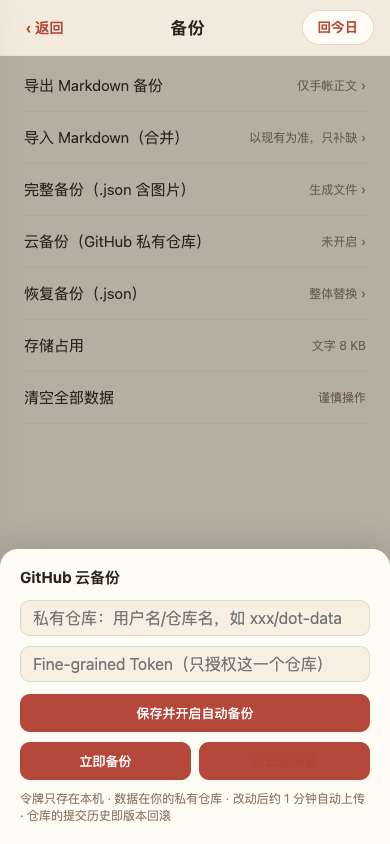 ‹ 返回
备份
回今日
导出 Markdown 备份
仅手帐正文 ›
导入 Markdown（合并）
以现有为准，只补缺 ›
完整备份（.json 含图片）
生成文件 ›
云备份（GitHub 私有仓库）
未开启 ›
恢复备份（.json）
整体替换 ›
存储占用
文字 8 KB
清空全部数据
谨慎操作
GitHub 云备份
私有仓库：用户名/仓库名，如 xxx/dot-data
Fine-grained Token（只授权这一个仓库）
保存并开启自动备份
立即备份
令牌只存在本机 · 数据在你的私有仓库 · 改动后约 1 分钟自动上传
· 仓库的提交历史即版本回滚